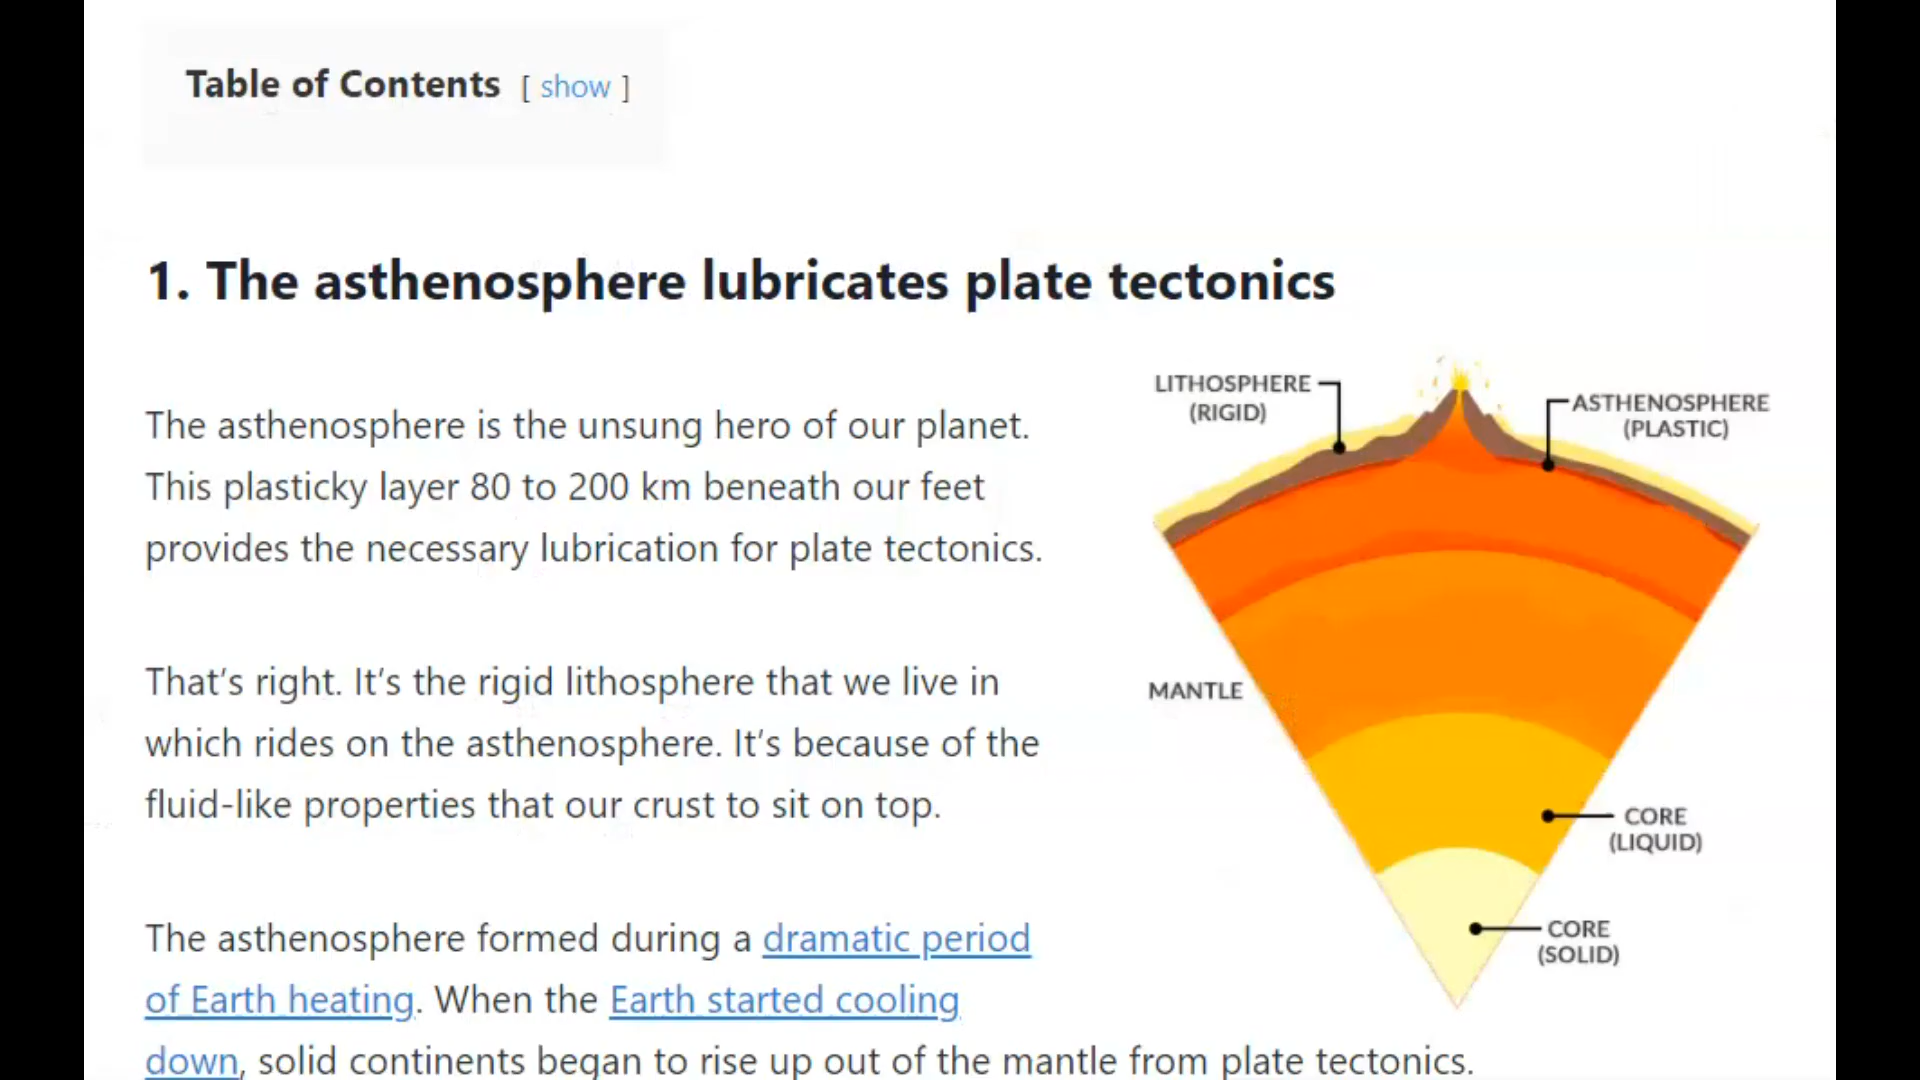 Table of Contents [ show ]
1. The asthenosphere lubricates plate tectonics
The asthenosphere is the unsung hero of our planet.
This plasticky layer 80 to 200 km beneath our feet
provides the necessary lubrication for plate tectonics.
That’s right. It’s the rigid lithosphere that we live in
which rides on the asthenosphere. It’s because of the
fluid-like properties that our crust to sit on top.
The asthenosphere formed during a dramatic period
of Earth heating. When the Earth started cooling
down, solid continents began to rise up out of the mantle from plate tectonics.
LITHOSPHERE
(RIGID)
ASTHENOSPHERE
(PLASTIC)
MANTLE
CORE
(LIQUID)
CORE
(SOLID)